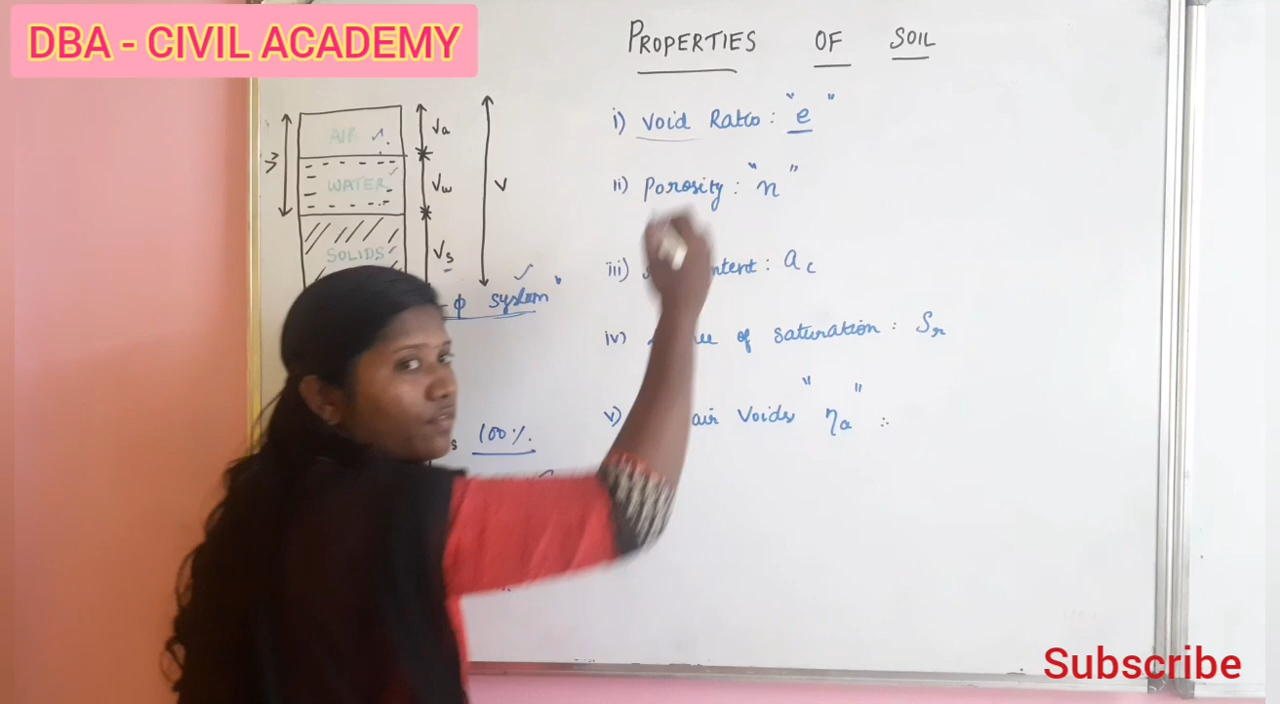 DBA - CIVIL ACADEMY
PROPERTIES OF SOIL
AIR Va
WATER Vw V
SOLIDS Vs
i) Void Ratio : "e"
ii) Porosity : "n"
iii) : ac
iv) of saturation : Sr
v) air Voids "ηa" :
φ system"
100%
Subscribe